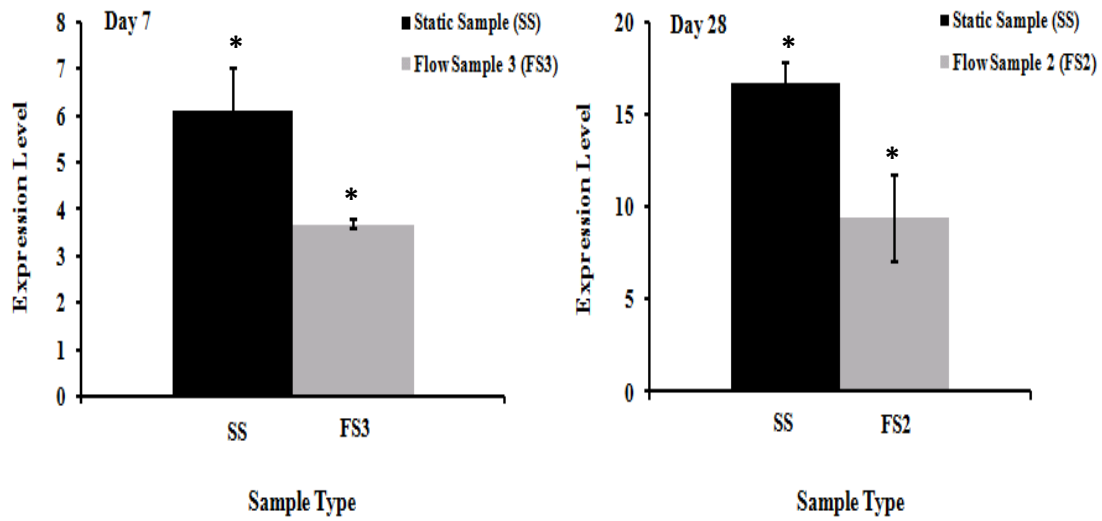 Day 7
Static Sample (SS)
Flow Sample 3 (FS3)
*
*
Expression Level
8
7
6
5
4
3
2
1
0
SS
FS3
Sample Type
Day 28
Static Sample (SS)
Flow Sample 2 (FS2)
*
*
Expression Level
20
15
10
5
0
SS
FS2
Sample Type